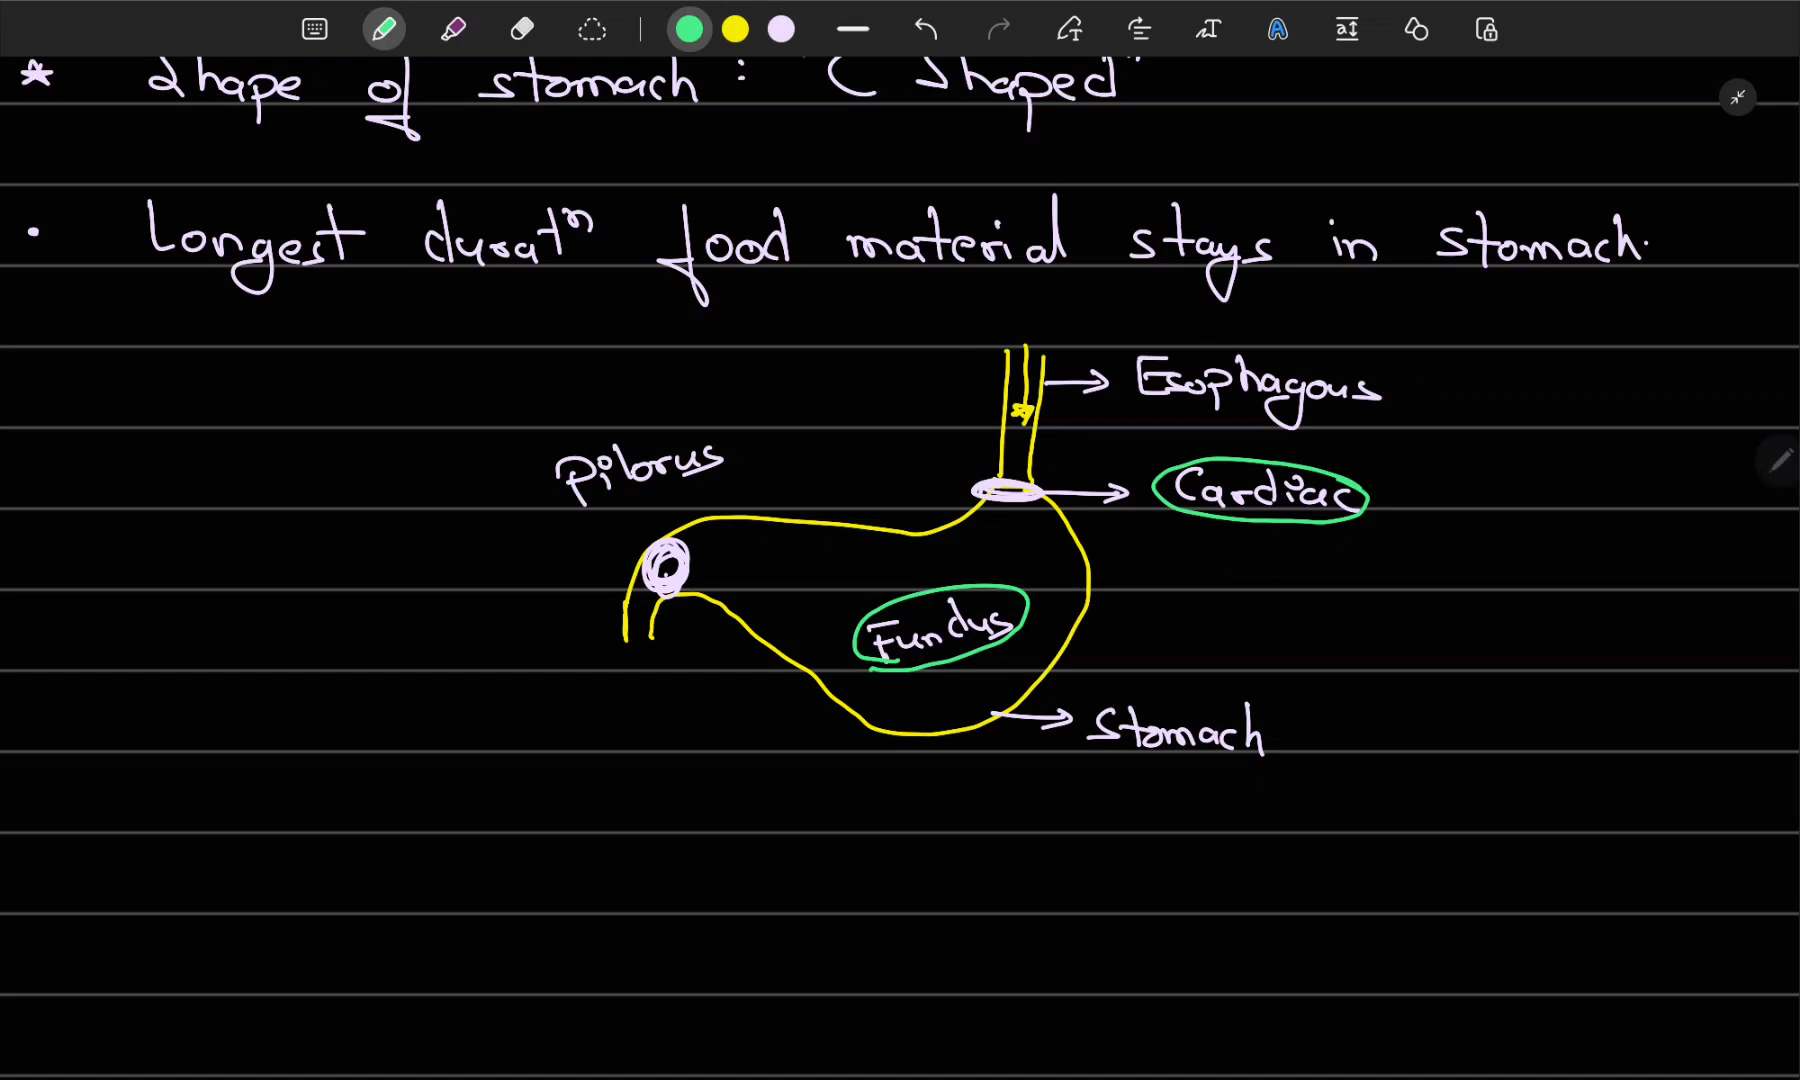 * Shape of stomach : "C shaped"
• Longest duratⁿ food material stays in stomach.
Esophagous
Pilorus
Cardiac
Fundus
Stomach